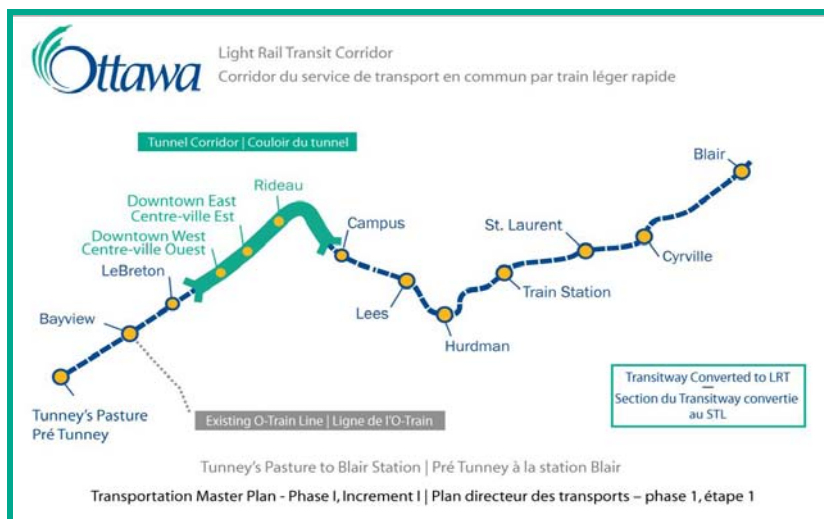 Ottawa
Light Rail Transit Corridor
Corridor du service de transport en commun par train léger rapide
Tunnel Corridor | Couloir du tunnel
Blair
Rideau
Downtown East
Centre-ville Est
Campus
St. Laurent
Downtown West
Centre-ville Ouest
Cyrville
LeBreton
Train Station
Lees
Bayview
Hurdman
Transitway Converted to LRT
Section du Transitway convertie
au STL
Tunney's Pasture
Pré Tunney
Existing O-Train Line | Ligne de l'O-Train
Tunney's Pasture to Blair Station | Pré Tunney à la station Blair
Transportation Master Plan - Phase I, Increment I | Plan directeur des transports – phase 1, étape 1